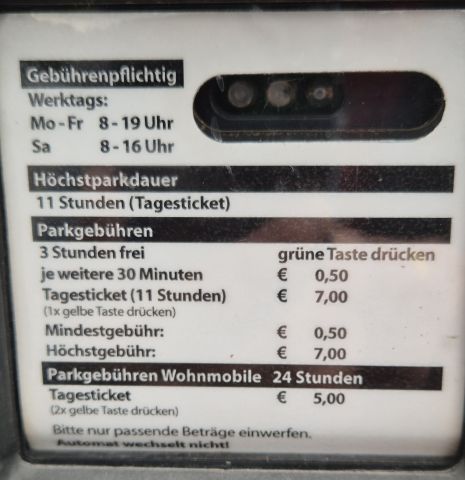 Gebührenpflichtig
Werktags:
Mo - Fr 8 - 19 Uhr
Sa 8 - 16 Uhr
Höchstparkdauer
11 Stunden (Tagesticket)
Parkgebühren
3 Stunden frei grüne Taste drücken
je weitere 30 Minuten € 0,50
Tagesticket (11 Stunden) € 7,00
(1x gelbe Taste drücken)
Mindestgebühr: € 0,50
Höchstgebühr: € 7,00
Parkgebühren Wohnmobile 24 Stunden
Tagesticket € 5,00
(2x gelbe Taste drücken)
Bitte nur passende Beträge einwerfen.
Automat wechselt nicht!